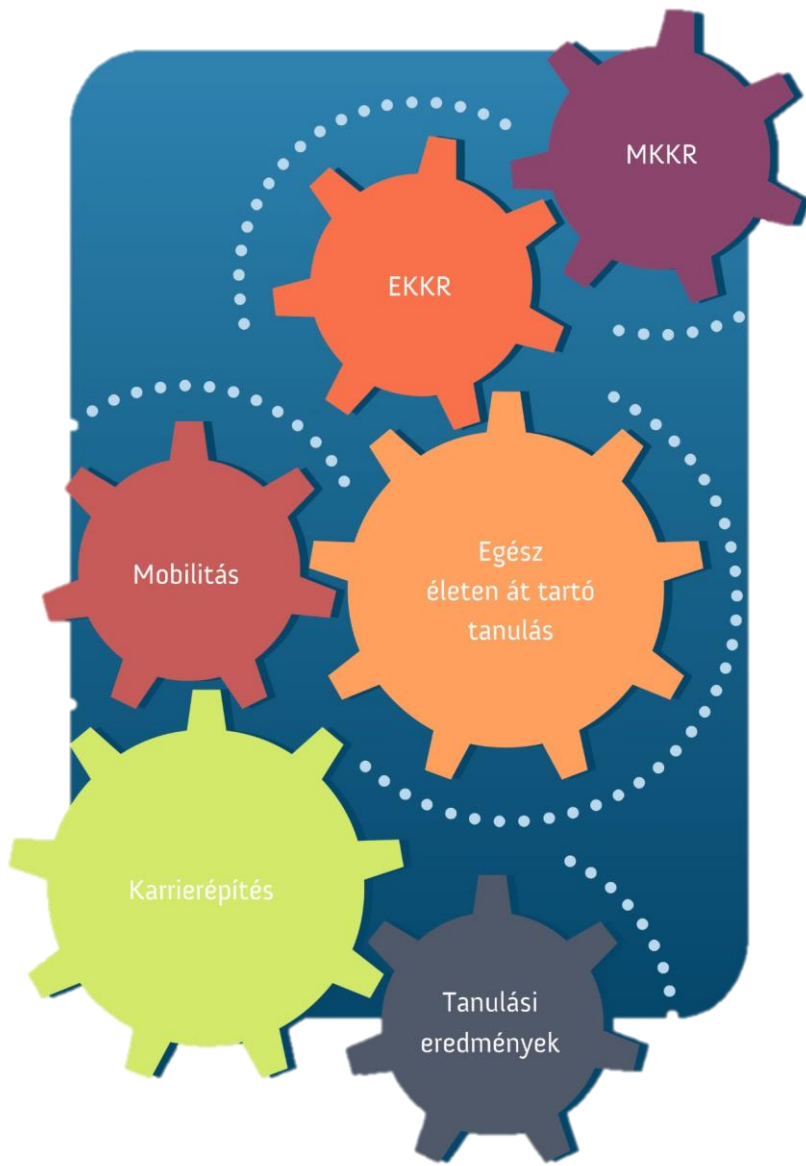 MKKR
EKKR
Egész
életen át tartó
tanulás
Mobilitás
Karrierépítés
Tanulási
eredmények